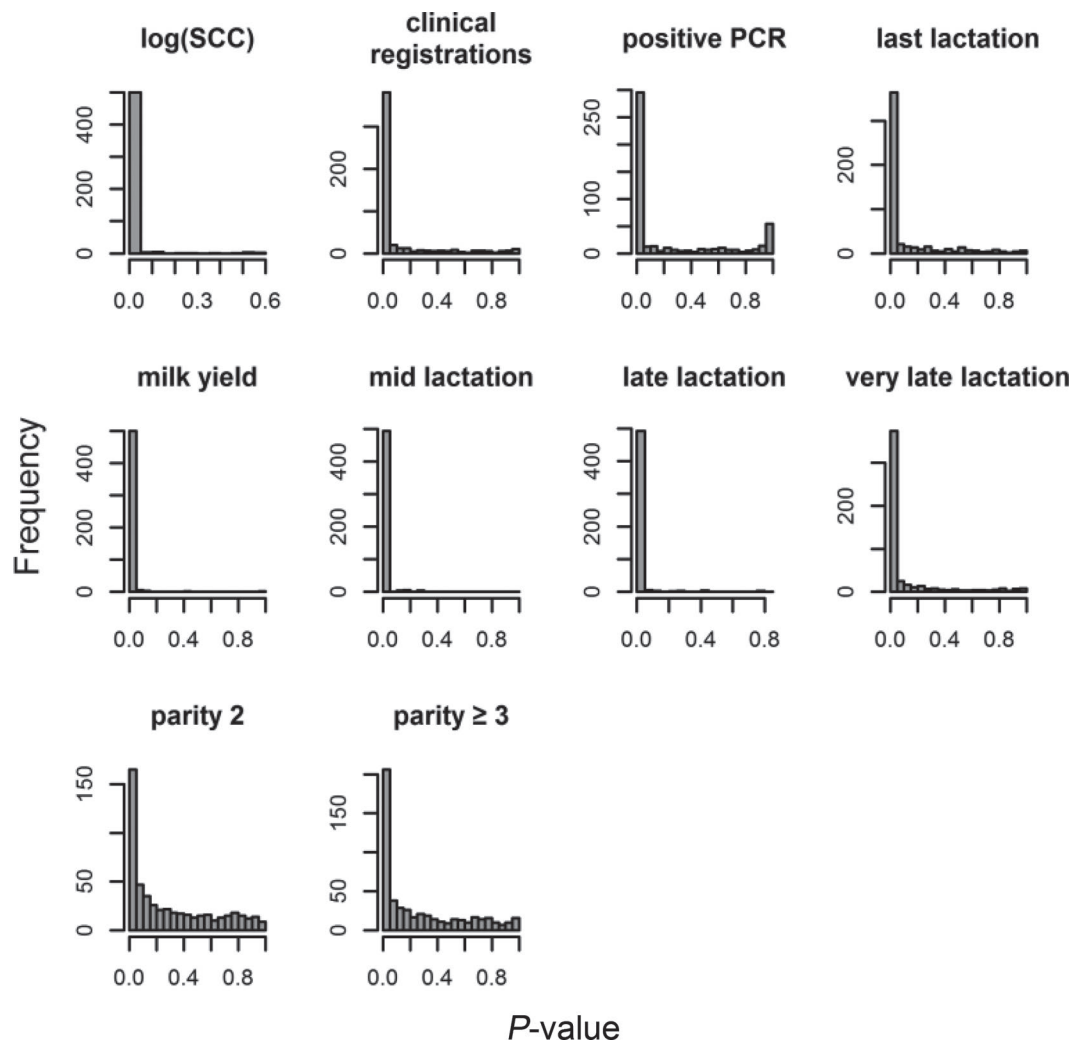 log(SCC)
clinical
registrations
positive PCR
last lactation
0 200 400
0 200
0 100 250
0 200
0.0 0.3 0.6
0.0 0.4 0.8
0.0 0.4 0.8
0.0 0.4 0.8
milk yield
mid lactation
late lactation
very late lactation
Frequency
0 200 400
0 200 400
0 200 400
0 200
0.0 0.4 0.8
0.0 0.4 0.8
0.0 0.4 0.8
0.0 0.4 0.8
parity 2
parity ≥ 3
0 50 150
0 50 150
0.0 0.4 0.8
0.0 0.4 0.8
P-value